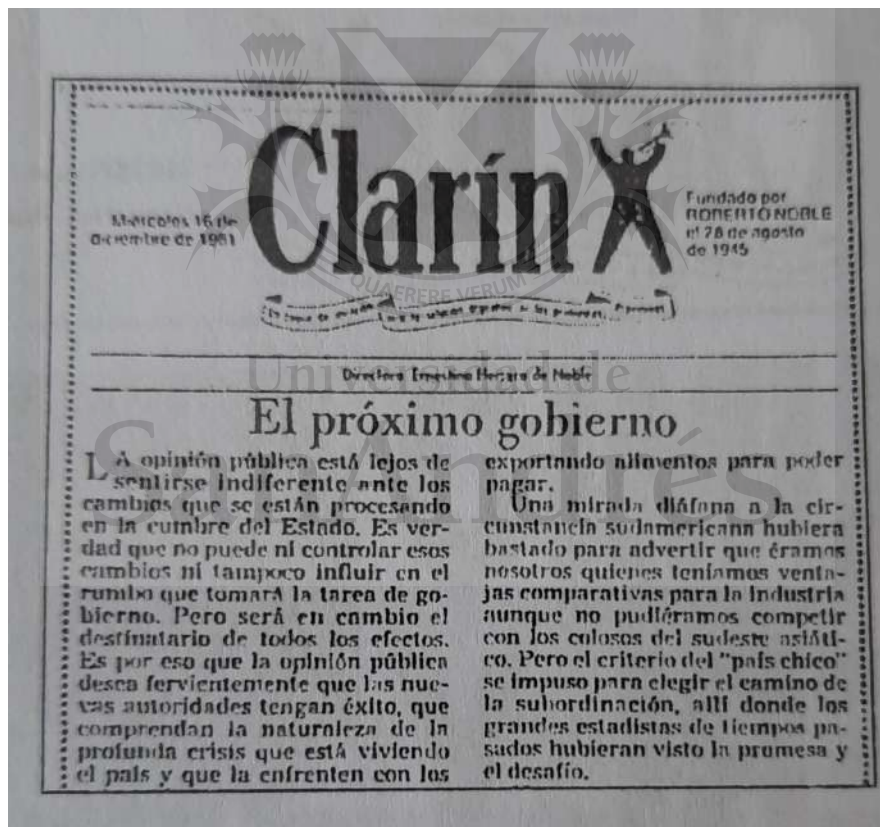 Clarín
Miércoles 16 de
diciembre de 1981
Fundado por
ROBERTO NOBLE
el 28 de agosto
de 1945
QUAERERE VERUM
Directora Ernestina Herrera de Noble
Universidad de
San Andrés
El próximo gobierno
LA opinión pública está lejos de
sentirse indiferente ante los
cambios que se están procesando
en la cumbre del Estado. Es ver-
dad que no puede ni controlar esos
cambios ni tampoco influir en el
rumbo que tomará la tarea de go-
bierno. Pero será en cambio el
destinatario de todos los efectos.
Es por eso que la opinión pública
desea fervientemente que las nue-
vas autoridades tengan éxito, que
comprendan la naturaleza de la
profunda crisis que está viviendo
el país y que la enfrenten con los
exportando alimentos para poder
pagar.
Una mirada diáfana a la cir-
cunstancia sudamericana hubiera
bastado para advertir que éramos
nosotros quienes teníamos venta-
jas comparativas para la industria
aunque no pudiéramos competir
con los colosos del sudeste asiáti-
co. Pero el criterio del "país chico"
se impuso para elegir el camino de
la subordinación, allí donde los
grandes estadistas de tiempos pa-
sados hubieran visto la promesa y
el desafío.